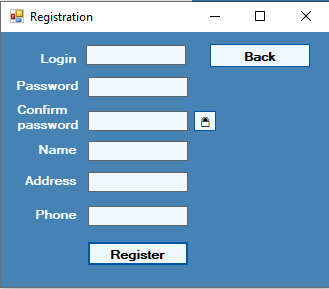 Registration
Login
Back
Password
Confirm
password
Name
Address
Phone
Register